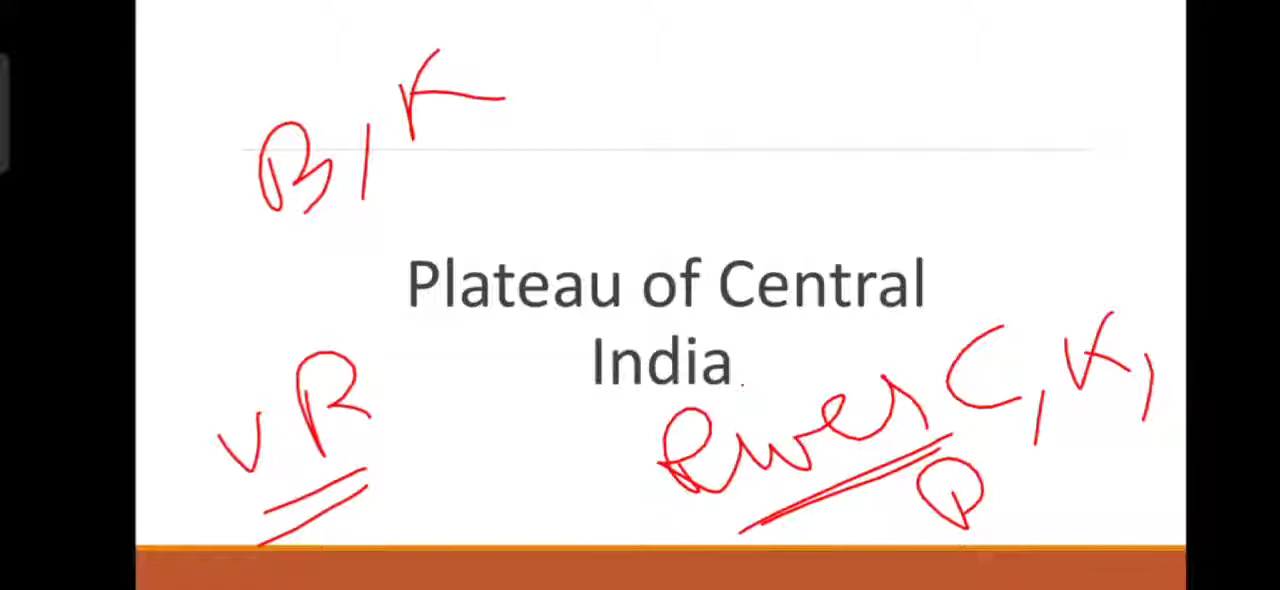 B, K
Plateau of Central
India
VR
Rivers C, K,
P